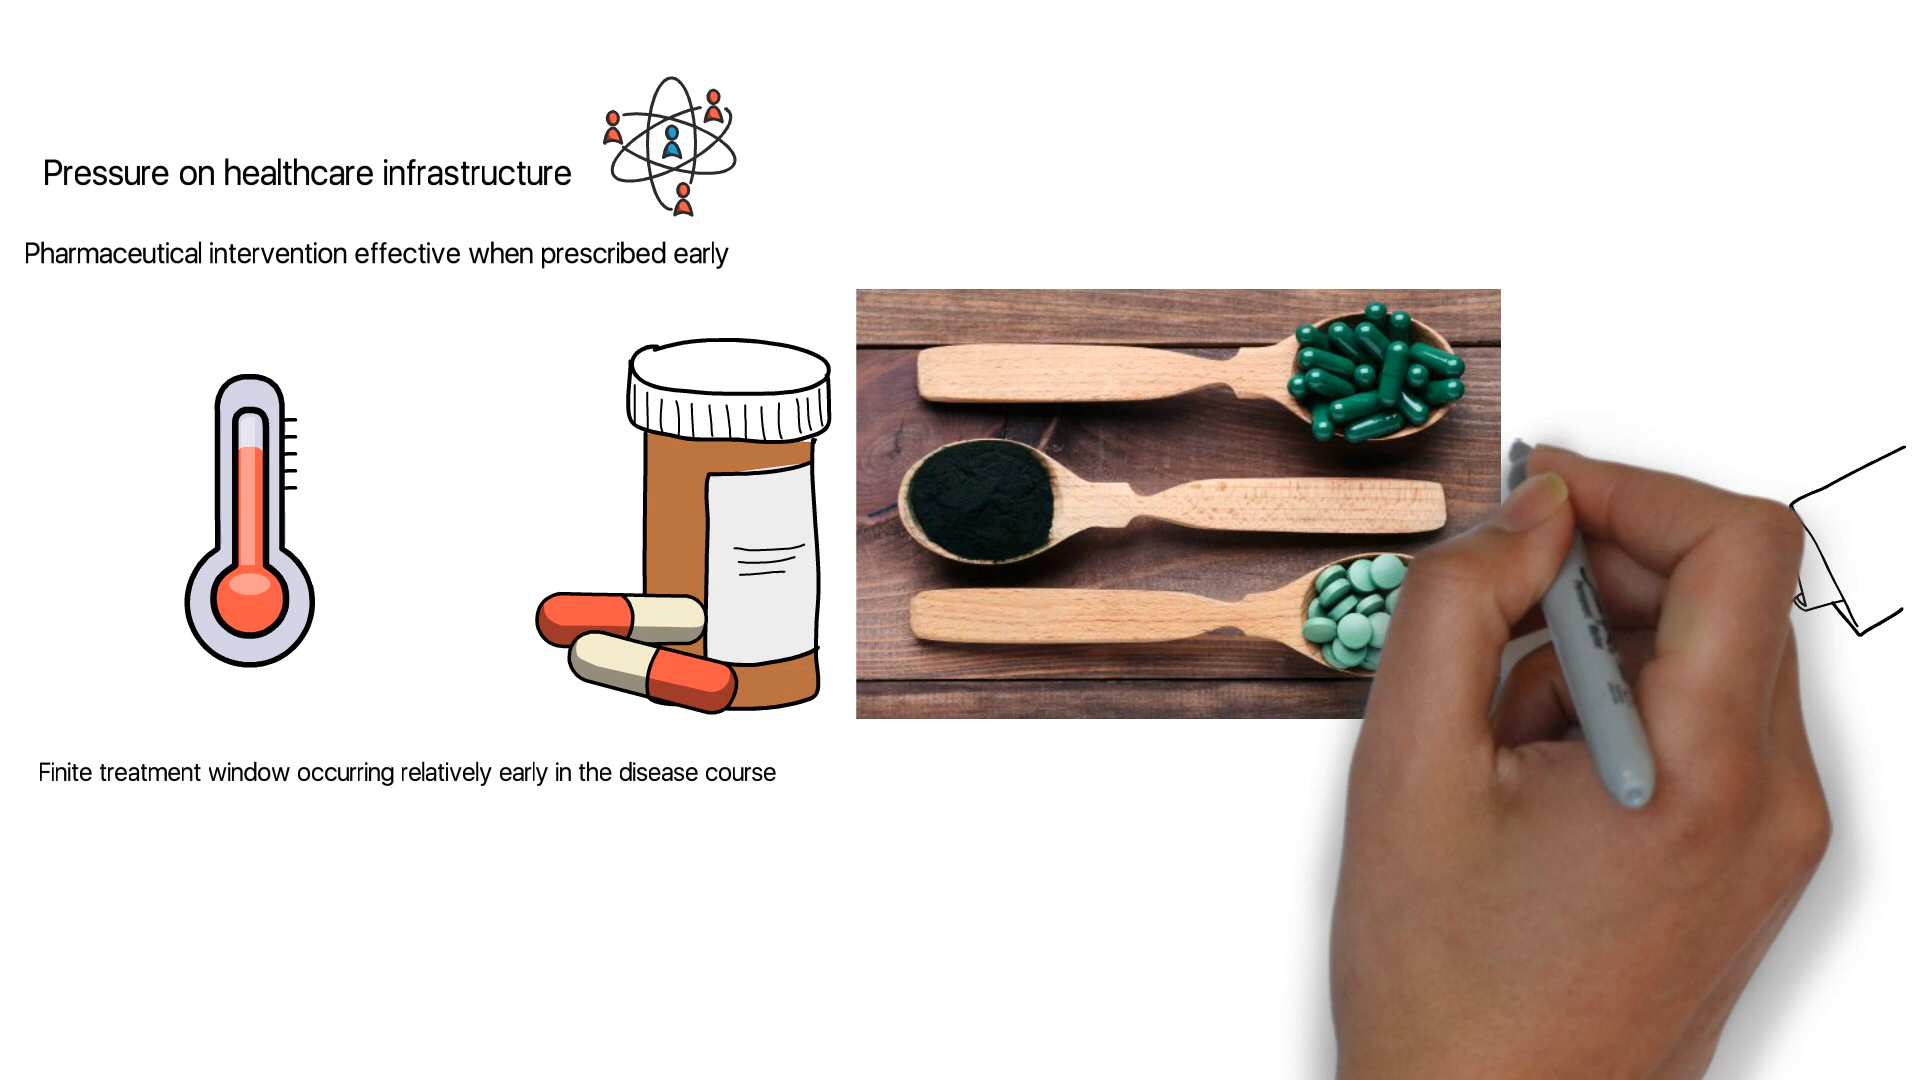 Pressure on healthcare infrastructure
Pharmaceutical intervention effective when prescribed early
Finite treatment window occurring relatively early in the disease course